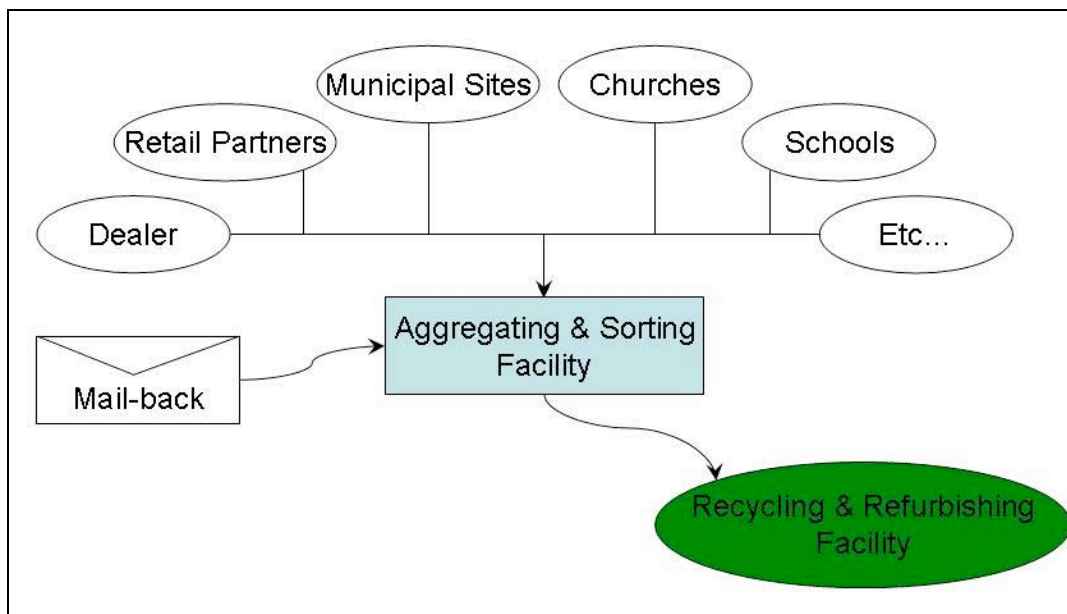 Municipal Sites
Churches
Retail Partners
Schools
Dealer
Etc...
Aggregating & Sorting
Facility
Mail-back
Recycling & Refurbishing
Facility